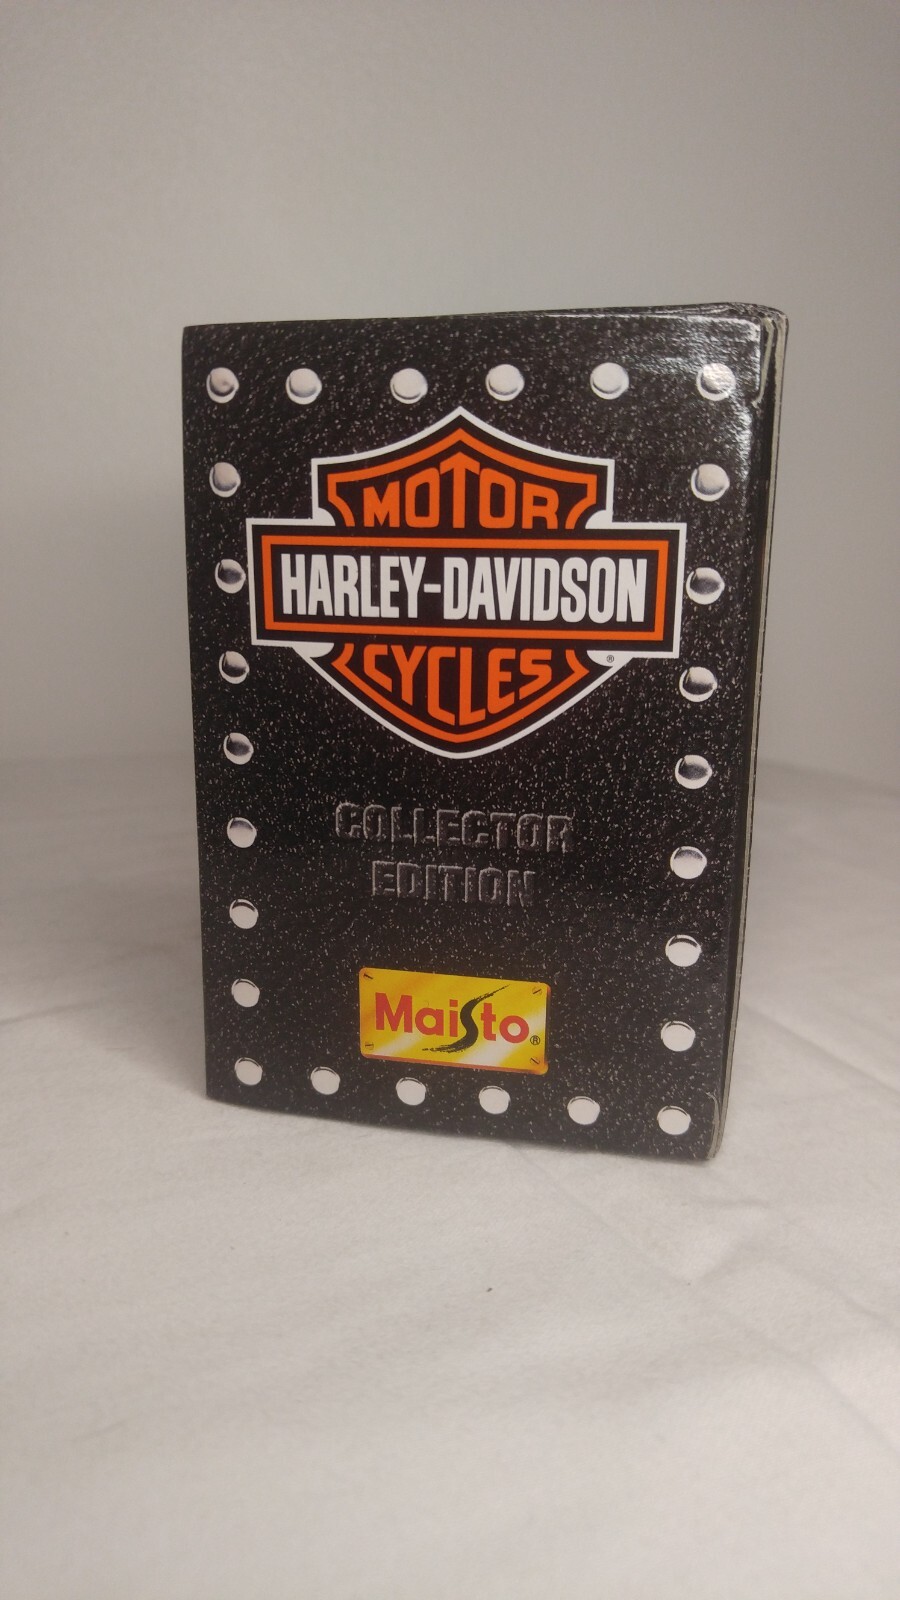 MOTOR
HARLEY-DAVIDSON
CYCLES
®
COLLECTOR
EDITION
Maisto®